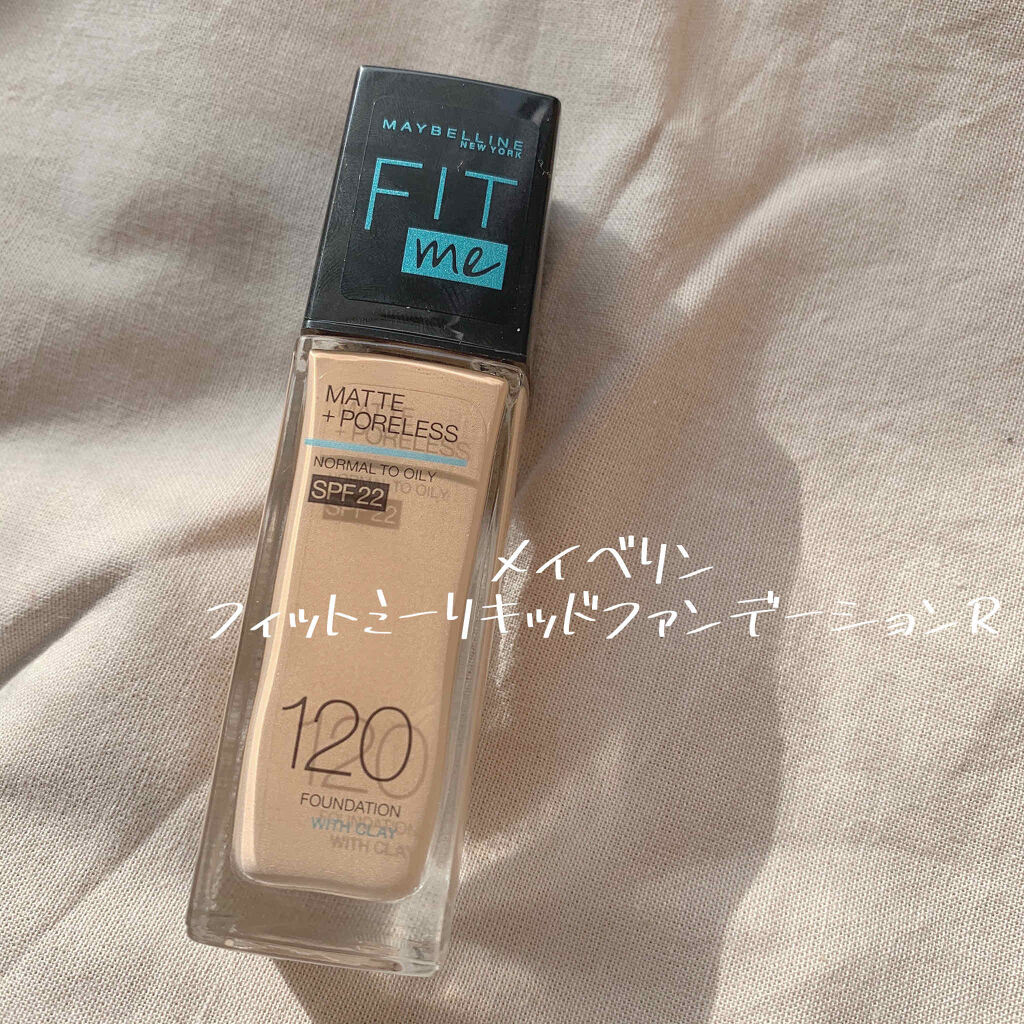 MAYBELLINE
NEW YORK
FIT
me
MATTE
+ PORELESS
NORMAL TO OILY
SPF 22
メイベリン
フィットミーリキッドファンデーションR
120
FOUNDATION
WITH CLAY